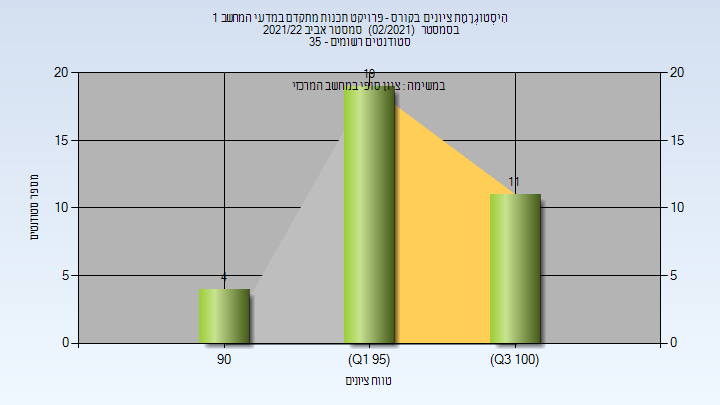 הִיסְטוֹגְרַמַת ציונים בקורס - פרויקט תכנות מתקדם במדעי המחשב 1
בסמסטר (02/2021) סמסטר אביב 2021/22
סטודנטים רשומים - 35
במשימה : ציון סופי במחשב המרכזי
20
15
10
5
0
20
15
10
5
0
מספר סטודנטים
4
19
11
90
(Q1 95)
(Q3 100)
טווח ציונים